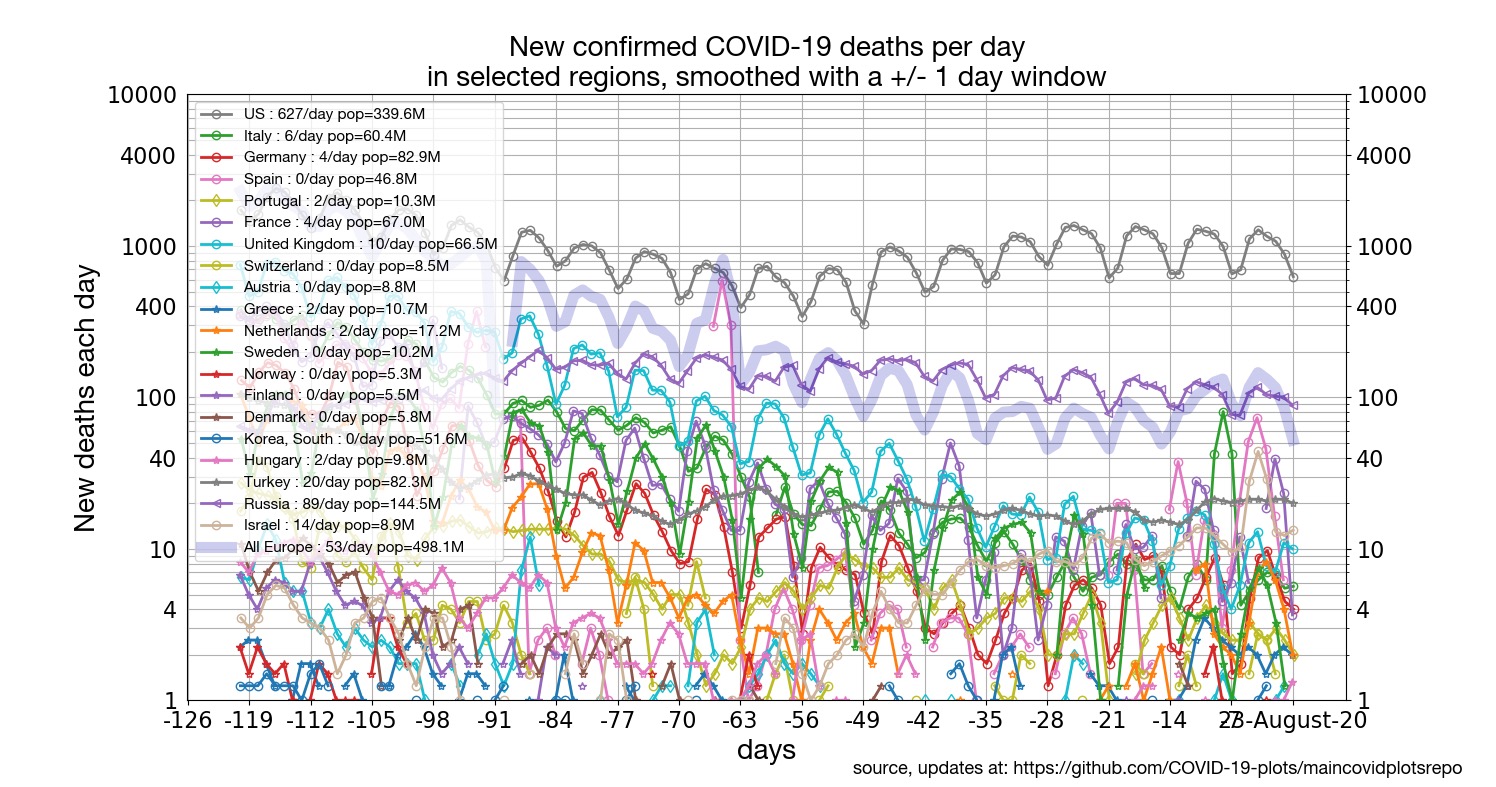 New confirmed COVID-19 deaths per day
in selected regions, smoothed with a +/- 1 day window
New deaths each day
10000
4000
1000
400
100
40
10
4
1
US : 627/day pop=339.6M
Italy : 6/day pop=60.4M
Germany : 4/day pop=82.9M
Spain : 0/day pop=46.8M
Portugal : 2/day pop=10.3M
France : 4/day pop=67.0M
United Kingdom : 10/day pop=66.5M
Switzerland : 0/day pop=8.5M
Austria : 0/day pop=8.8M
Greece : 2/day pop=10.7M
Netherlands : 2/day pop=17.2M
Sweden : 0/day pop=10.2M
Norway : 0/day pop=5.3M
Finland : 0/day pop=5.5M
Denmark : 0/day pop=5.8M
Korea, South : 0/day pop=51.6M
Hungary : 2/day pop=9.8M
Turkey : 20/day pop=82.3M
Russia : 89/day pop=144.5M
Israel : 14/day pop=8.9M
All Europe : 53/day pop=498.1M
10000
4000
1000
400
100
40
10
4
1
-126 -119 -112 -105 -98 -91 -84 -77 -70 -63 -56 -49 -42 -35 -28 -21 -14 -7 23-August-20
days
source, updates at: https://github.com/COVID-19-plots/maincovidplotsrepo